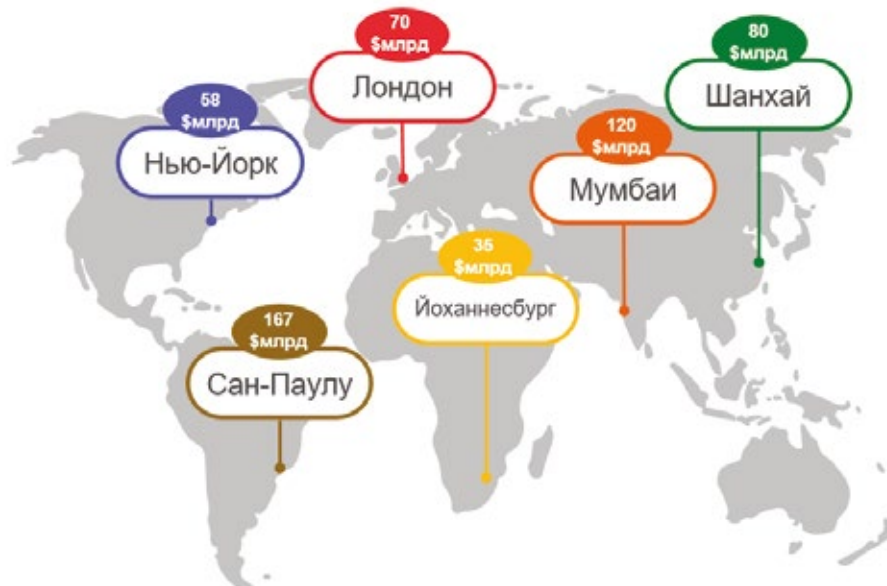 70
$млрд
Лондон
80
$млрд
Шанхай
58
$млрд
Нью-Йорк
120
$млрд
Мумбаи
35
$млрд
Йоханнесбург
167
$млрд
Сан-Паулу